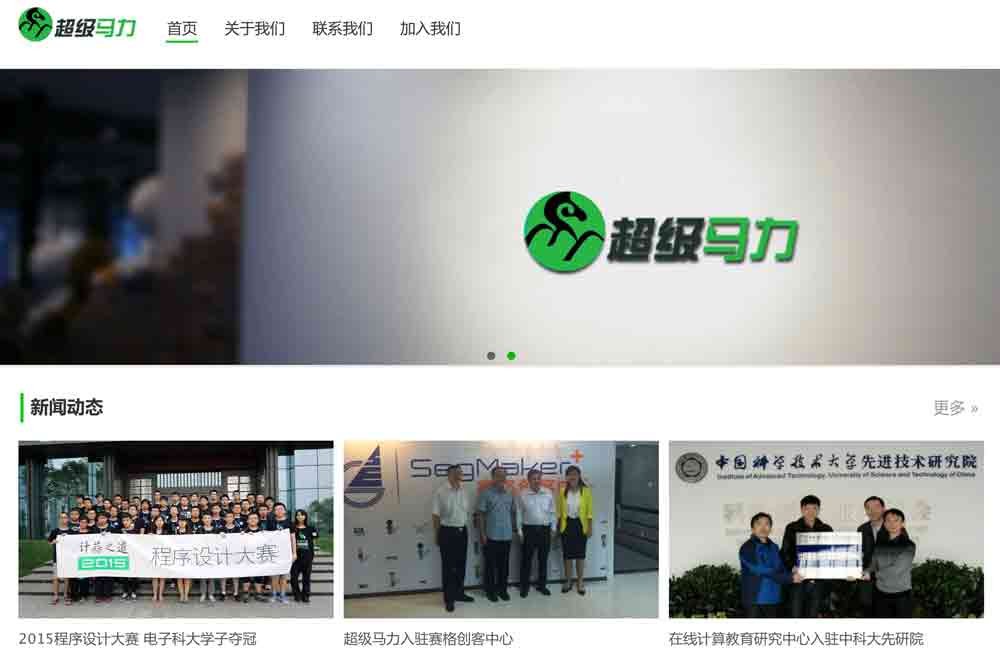 超级马力
首页
关于我们
联系我们
加入我们
超级马力
新闻动态
更多 »
计蒜之道
2015
程序设计大赛
SegMaker+
中国科学技术大学先进技术研究院
Institute of Advanced Technology, University of Science and Technology of China
2015程序设计大赛 电子科大学子夺冠
超级马力入驻赛格创客中心
在线计算教育研究中心入驻中科大先研院